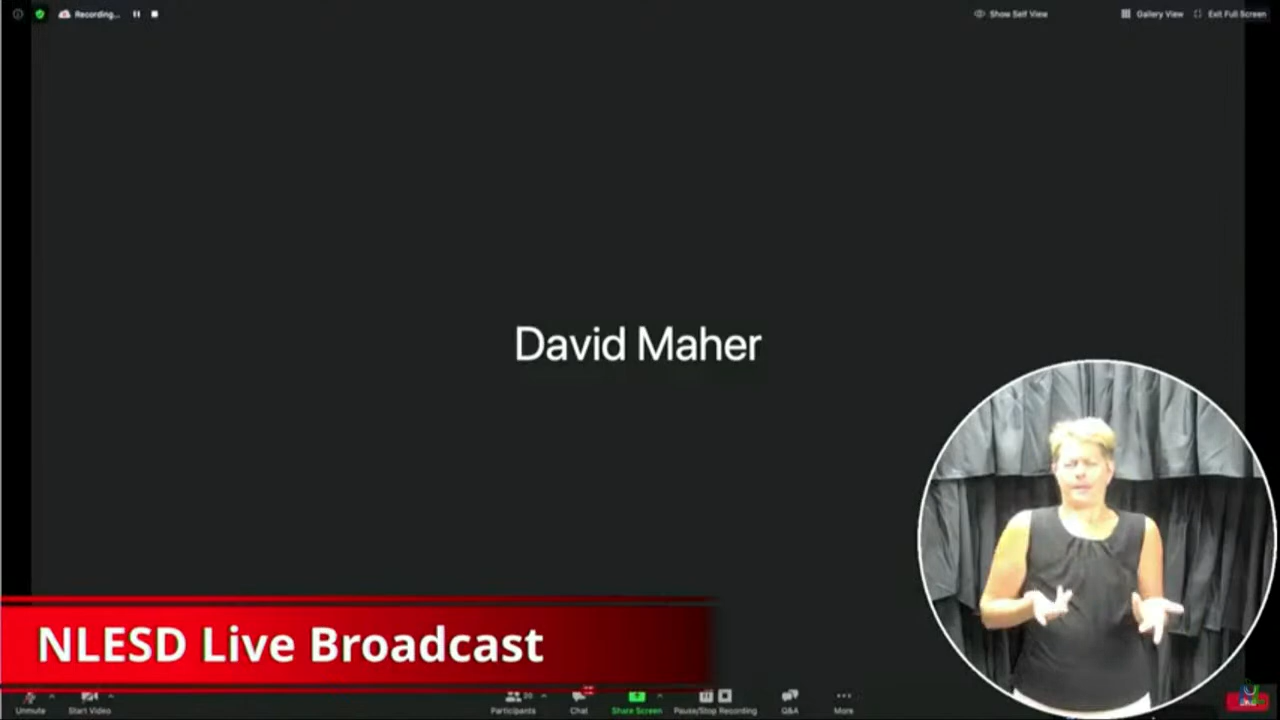 Recording...
Show Self View
Gallery View
Exit Full Screen
David Maher
NLESD Live Broadcast
Unmute
Start Video
Participants
20
Chat
Share Screen
Pause/Stop Recording
Q&A
More